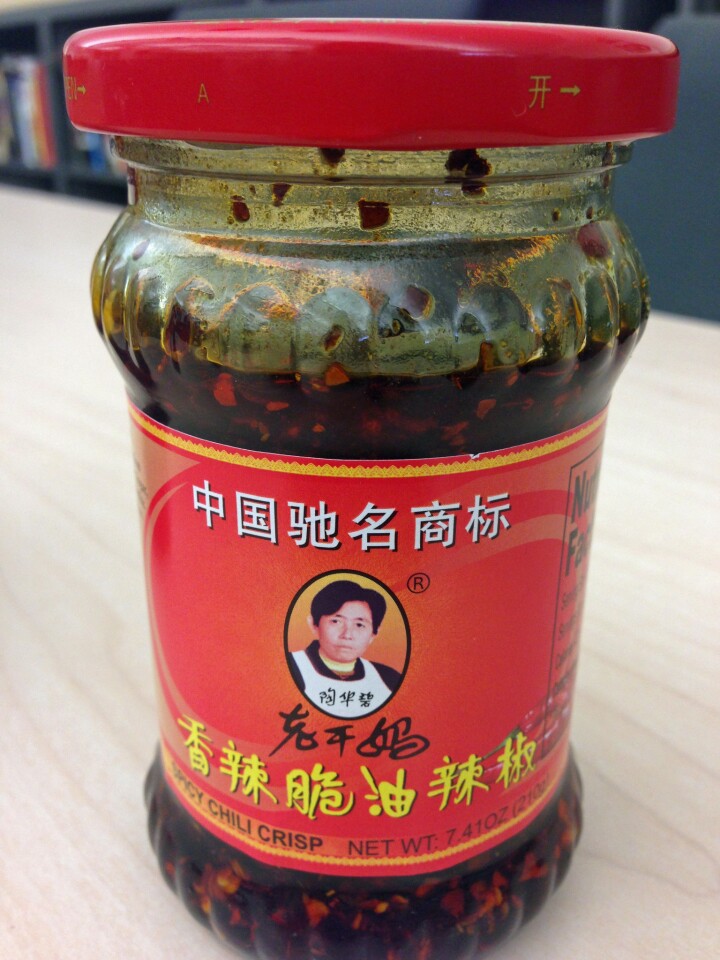 A 开→
中国驰名商标
®
陶华碧
老干妈
香辣脆油辣椒
SPICY CHILI CRISP NET WT. 7.41OZ (210g)